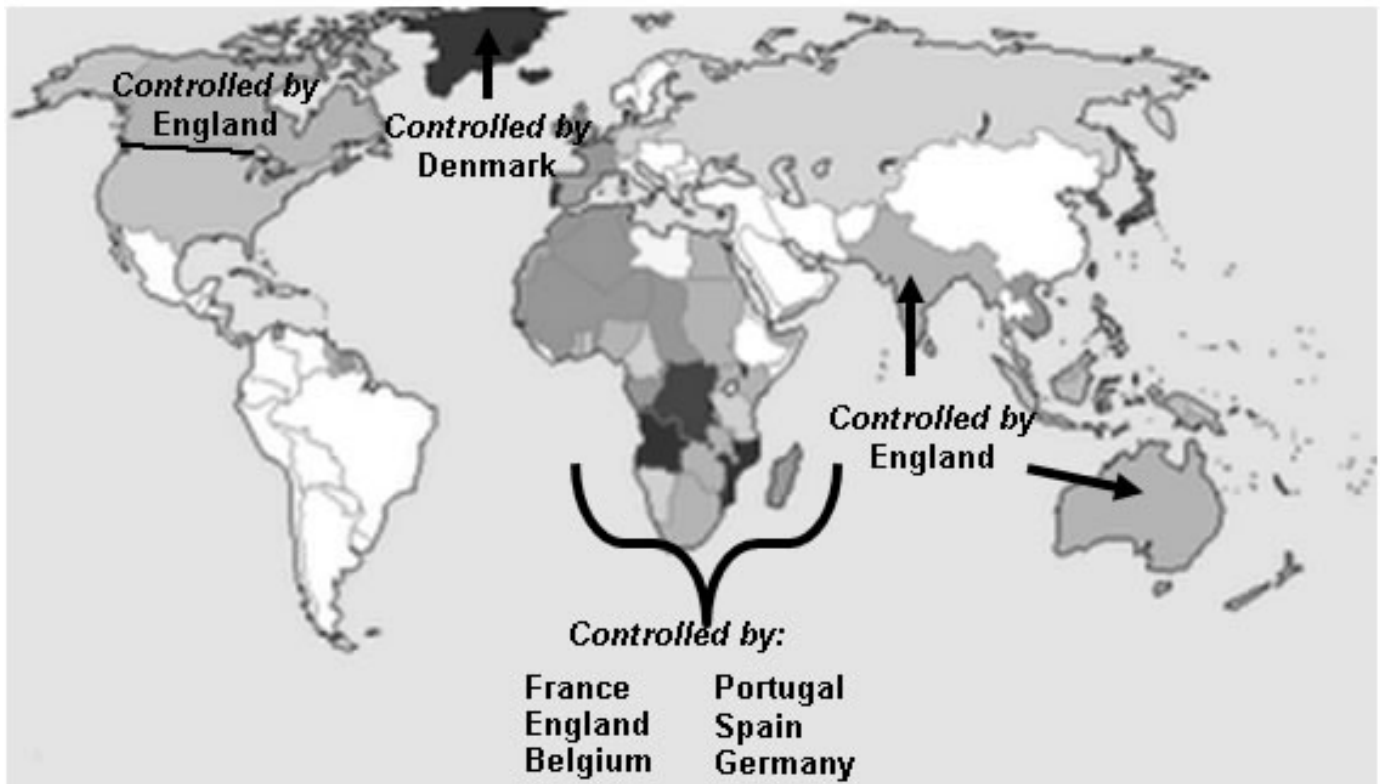 Controlled by
England
Controlled by
Denmark
Controlled by
England
Controlled by:
France Portugal
England Spain
Belgium Germany